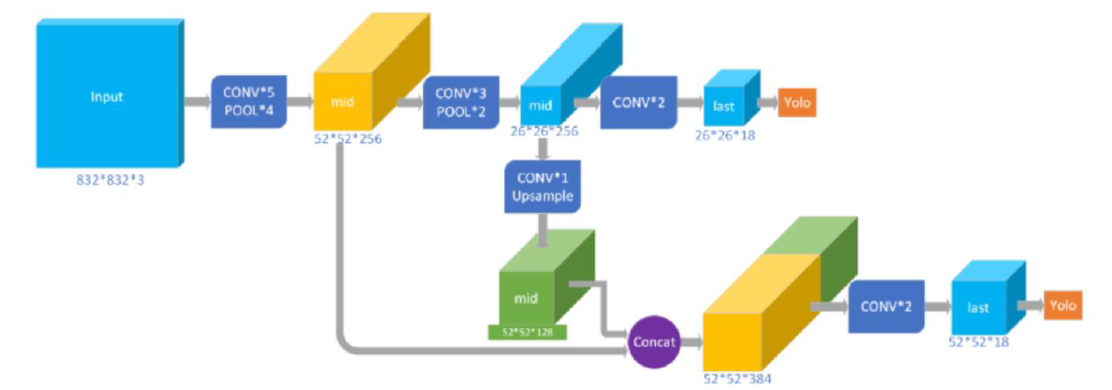 Input
832*832*3
CONV*5
POOL*4
mid
52*52*256
CONV*3
POOL*2
mid
26*26*256
CONV*2
last
26*26*18
Yolo
CONV*1
Upsample
mid
52*52*128
Concat
52*52*384
CONV*2
last
52*52*18
Yolo